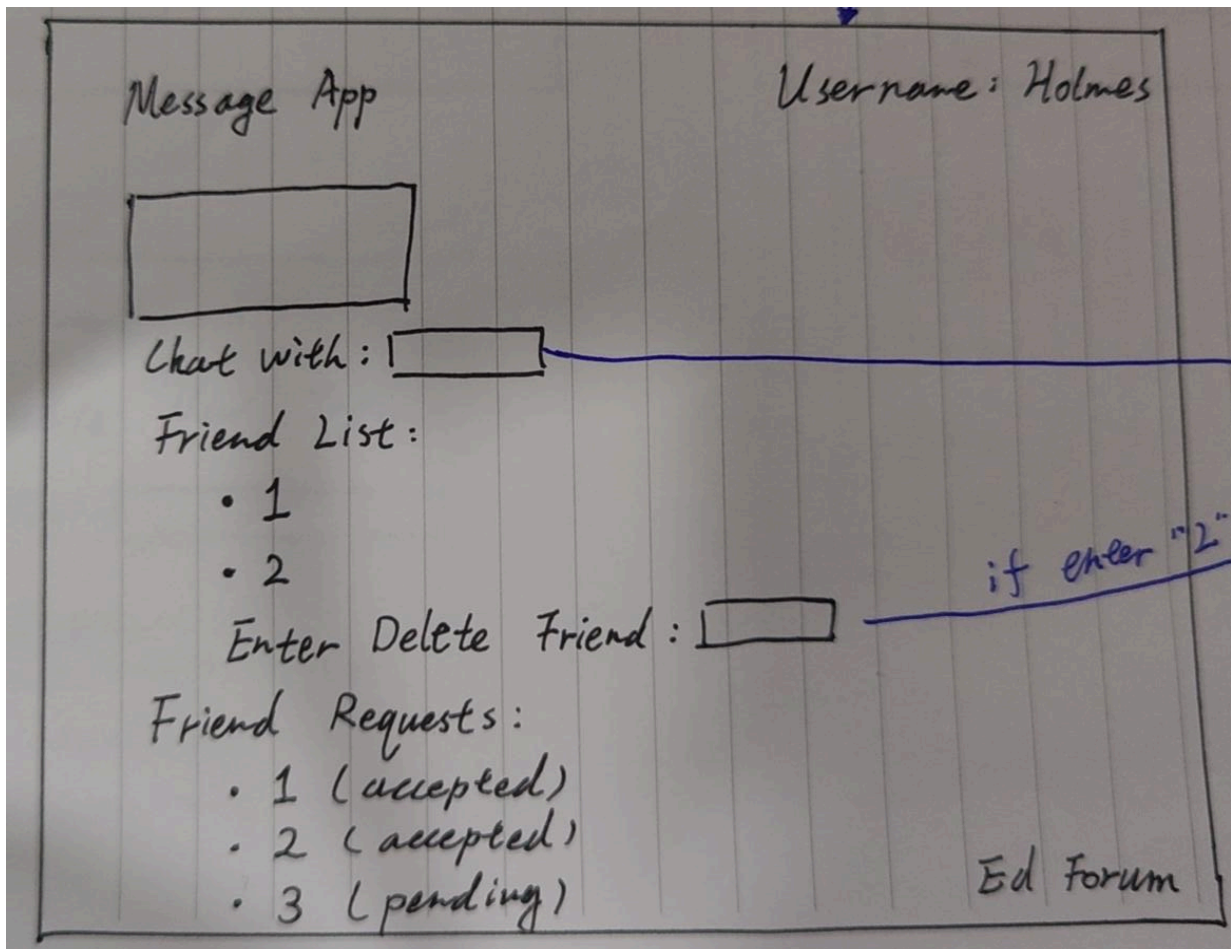 Message App
Username: Holmes
Chat with:
Friend List:
• 1
• 2
if enter "2"
Enter Delete Friend:
Friend Requests:
• 1 (accepted)
• 2 (accepted)
• 3 (pending)
Ed Forum